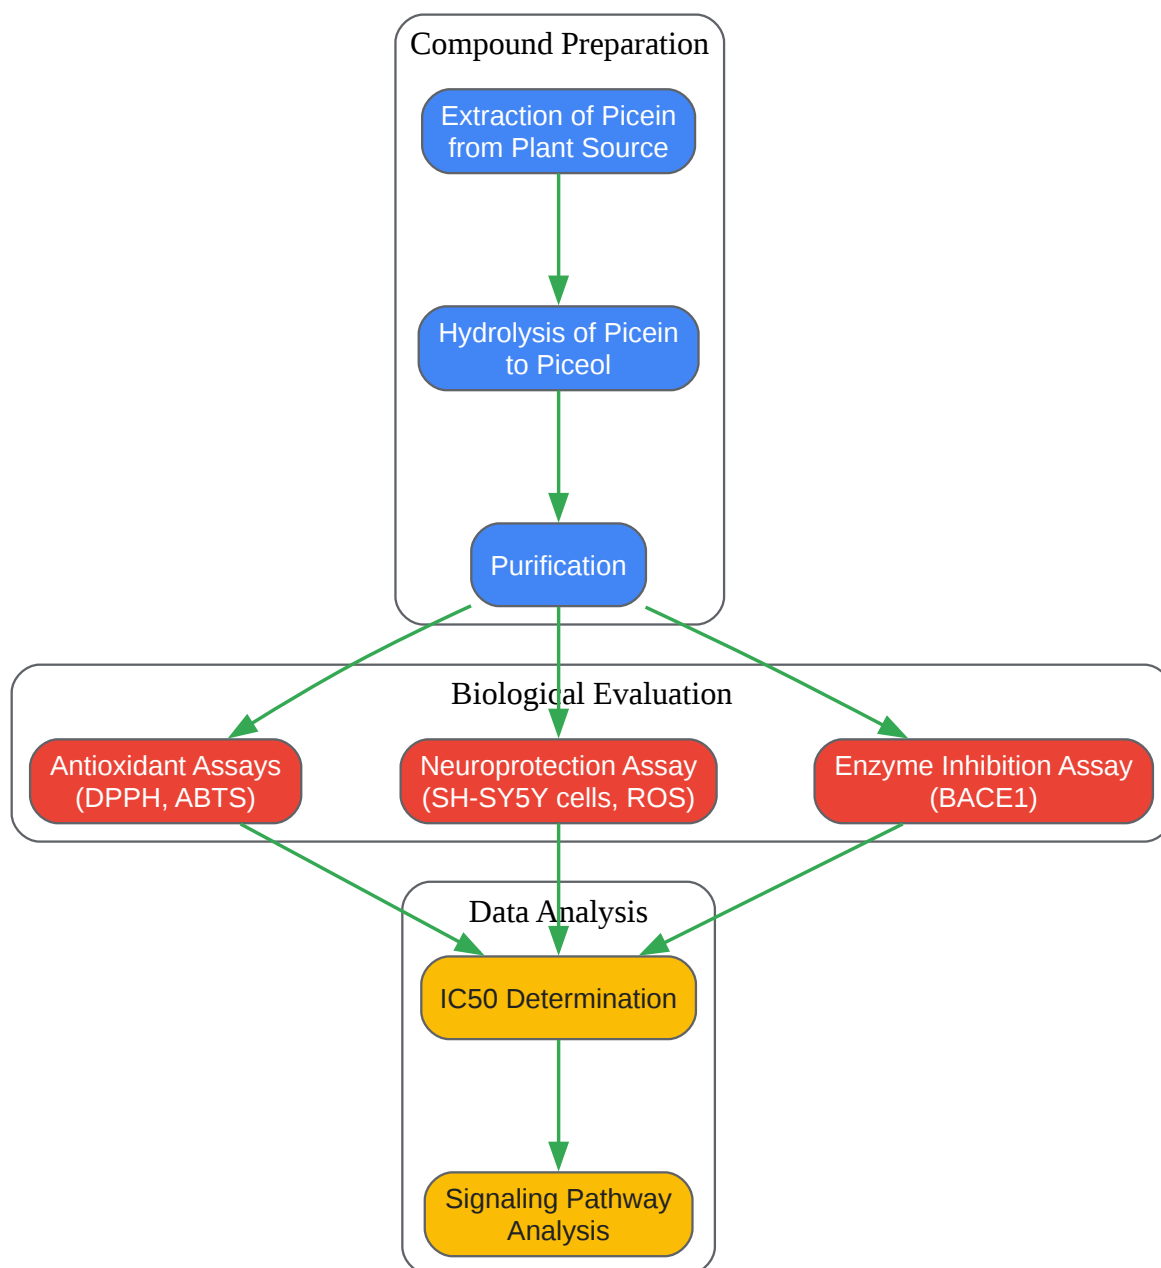 Compound Preparation
Extraction of Picein
from Plant Source
Hydrolysis of Picein
to Piceol
Purification
Biological Evaluation
Antioxidant Assays
(DPPH, ABTS)
Neuroprotection Assay
(SH-SY5Y cells, ROS)
Enzyme Inhibition Assay
(BACE1)
Data Analysis
IC50 Determination
Signaling Pathway
Analysis